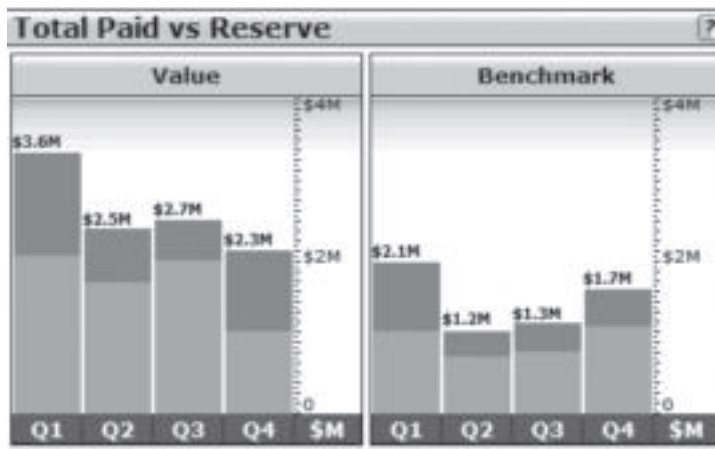 Total Paid vs Reserve ?
Value
$4M
$3.6M
$2.5M
$2.7M
$2.3M
$2M
0
Q1 Q2 Q3 Q4 $M
Benchmark
$4M
$2.1M
$1.2M
$1.3M
$1.7M
$2M
0
Q1 Q2 Q3 Q4 $M